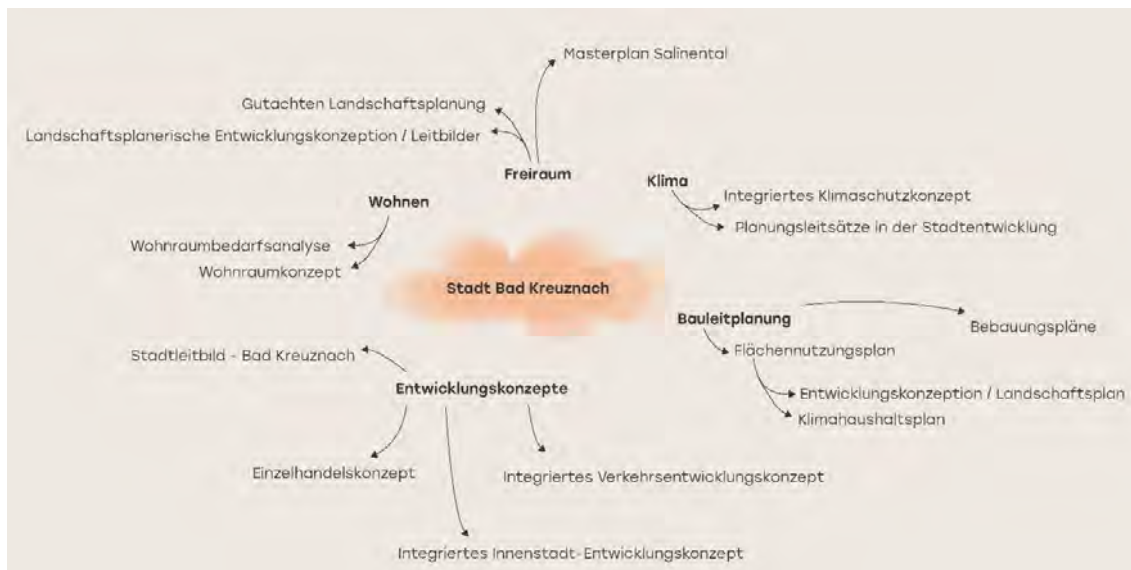 Masterplan Salinental
Gutachten Landschaftsplanung
Landschaftsplanerische Entwicklungskonzeption / Leitbilder
Freiraum
Klima
Integriertes Klimaschutzkonzept
Planungsleitsätze in der Stadtentwicklung
Wohnen
Wohnraumbedarfsanalyse
Wohnraumkonzept
Stadt Bad Kreuznach
Bauleitplanung
Bebauungspläne
Flächennutzungsplan
Entwicklungskonzeption / Landschaftsplan
Klimahaushaltsplan
Stadtleitbild - Bad Kreuznach
Entwicklungskonzepte
Einzelhandelskonzept
Integriertes Verkehrsentwicklungskonzept
Integriertes Innenstadt-Entwicklungskonzept